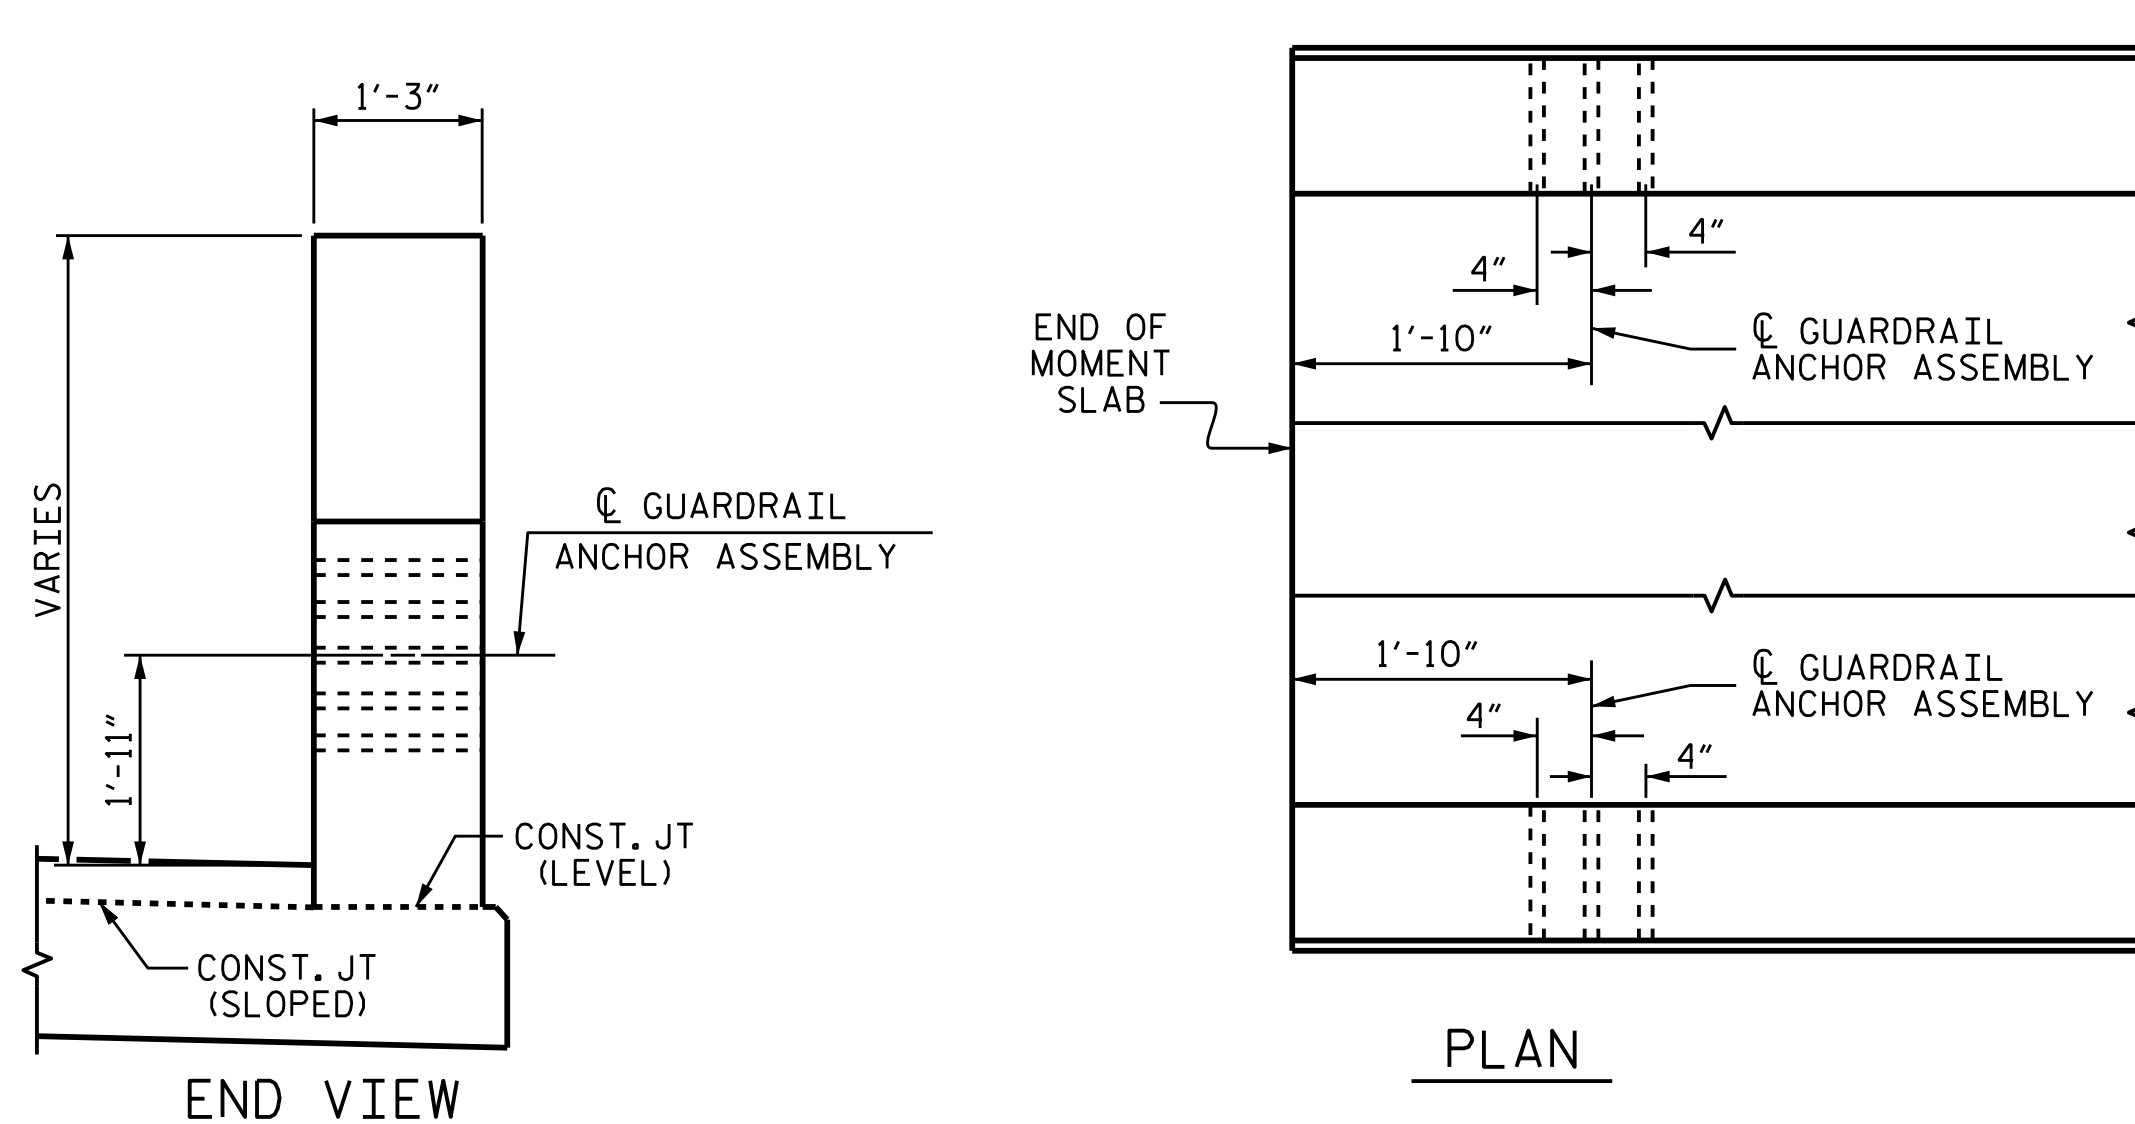 1'-3"
VARIES
1'-11"
℄ GUARDRAIL
ANCHOR ASSEMBLY
CONST. JT
(LEVEL)
CONST. JT
(SLOPED)
END VIEW
4"
4"
1'-10"
℄ GUARDRAIL
ANCHOR ASSEMBLY
END OF
MOMENT
SLAB
1'-10"
℄ GUARDRAIL
ANCHOR ASSEMBLY
4"
4"
PLAN